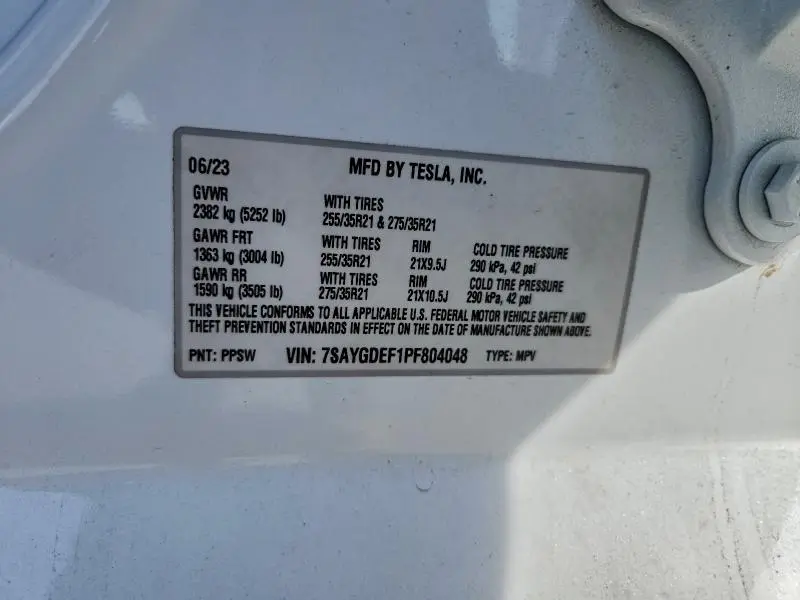 06/23 MFD BY TESLA, INC.
GVWR WITH TIRES
2382 kg (5252 lb) 255/35R21 & 275/35R21
GAWR FRT WITH TIRES RIM COLD TIRE PRESSURE
1363 kg (3004 lb) 255/35R21 21X9.5J 290 kPa, 42 psi
GAWR RR WITH TIRES RIM COLD TIRE PRESSURE
1590 kg (3505 lb) 275/35R21 21X10.5J 290 kPa, 42 psi
THIS VEHICLE CONFORMS TO ALL APPLICABLE U.S. FEDERAL MOTOR VEHICLE SAFETY AND
THEFT PREVENTION STANDARDS IN EFFECT ON THE DATE OF MANUFACTURE SHOWN ABOVE.
PNT: PPSW VIN: 7SAYGDEF1PF804048 TYPE: MPV